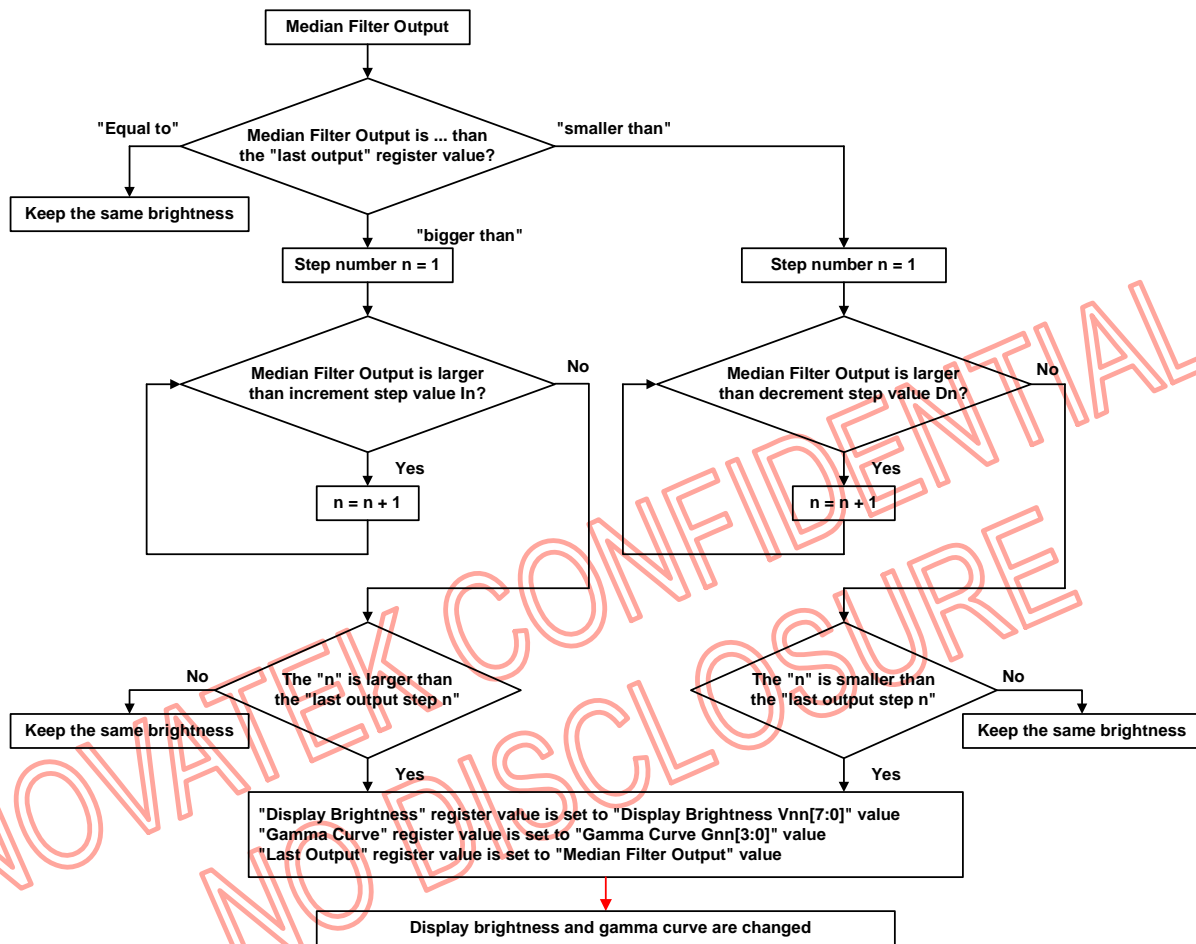 Median Filter Output
"Equal to"
Median Filter Output is ... than
the "last output" register value?
"smaller than"
Keep the same brightness
"bigger than"
Step number n = 1
Step number n = 1
Median Filter Output is larger
than increment step value In?
No
Median Filter Output is larger
than decrement step value Dn?
No
Yes
n = n + 1
Yes
n = n + 1
No
The "n" is larger than
the "last output step n"
The "n" is smaller than
the "last output step n"
No
Keep the same brightness
Keep the same brightness
Yes
Yes
"Display Brightness" register value is set to "Display Brightness Vnn[7:0]" value
"Gamma Curve" register value is set to "Gamma Curve Gnn[3:0]" value
"Last Output" register value is set to "Median Filter Output" value
Display brightness and gamma curve are changed
NOVATEK CONFIDENTIAL
NO DISCLOSURE